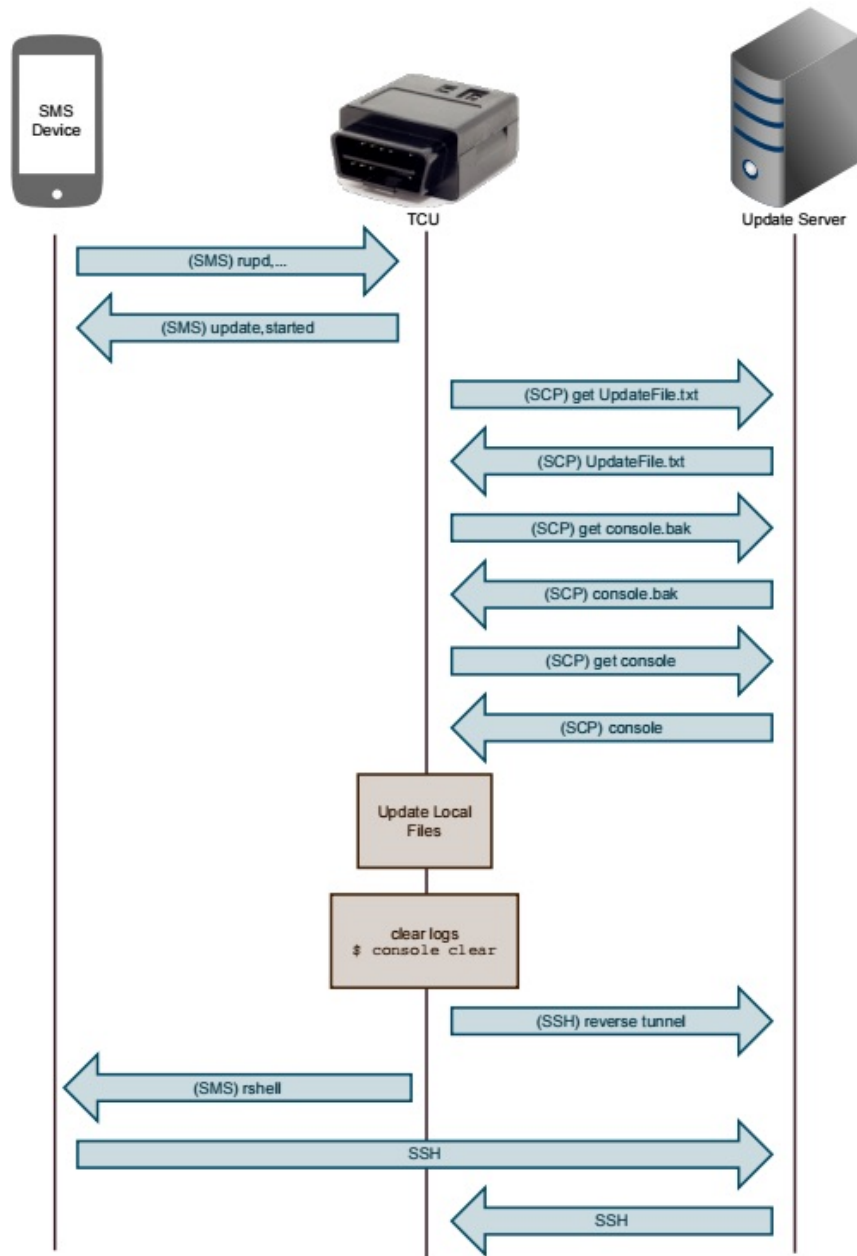 SMS
Device
TCU
Update Server
(SMS) rupd,...
(SMS) update,started
(SCP) get UpdateFile.txt
(SCP) UpdateFile.txt
(SCP) get console.bak
(SCP) console.bak
(SCP) get console
(SCP) console
Update Local
Files
clear logs
$ console clear
(SSH) reverse tunnel
(SMS) rshell
SSH
SSH